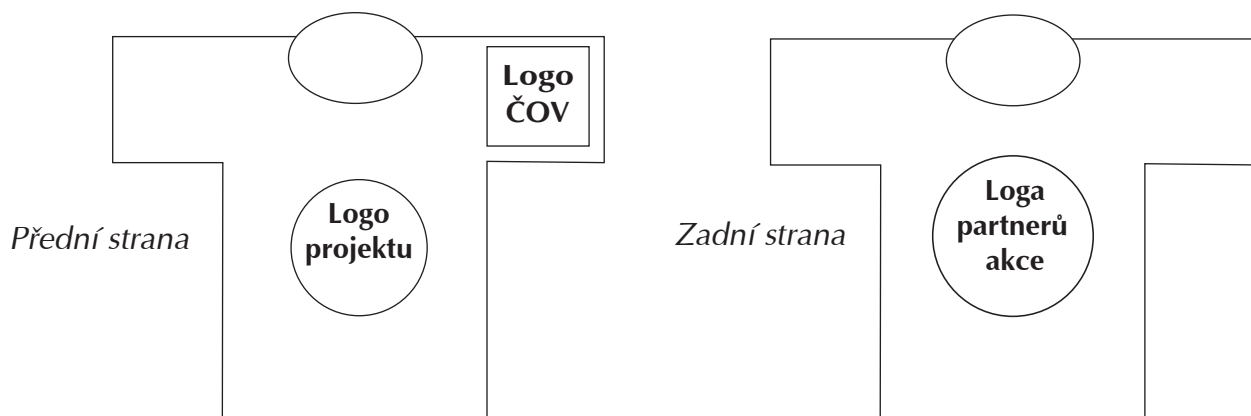 Logo
ČOV
Přední strana
Logo
projektu
Zadní strana
Loga
partnerů
akce